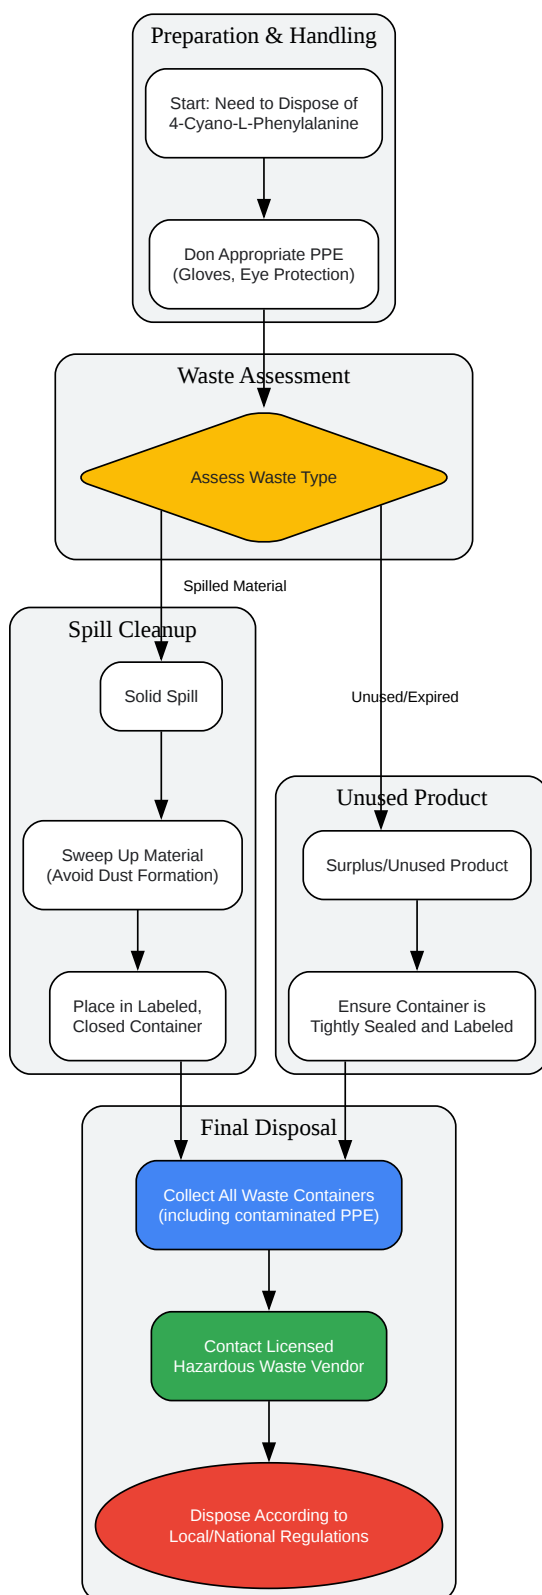 Preparation & Handling
Start: Need to Dispose of
4-Cyano-L-Phenylalanine
Don Appropriate PPE
(Gloves, Eye Protection)
Waste Assessment
Assess Waste Type
Spilled Material
Spill Cleanup
Solid Spill
Unused/Expired
Sweep Up Material
(Avoid Dust Formation)
Place in Labeled,
Closed Container
Unused Product
Surplus/Unused Product
Ensure Container is
Tightly Sealed and Labeled
Final Disposal
Collect All Waste Containers
(including contaminated PPE)
Contact Licensed
Hazardous Waste Vendor
Dispose According to
Local/National Regulations